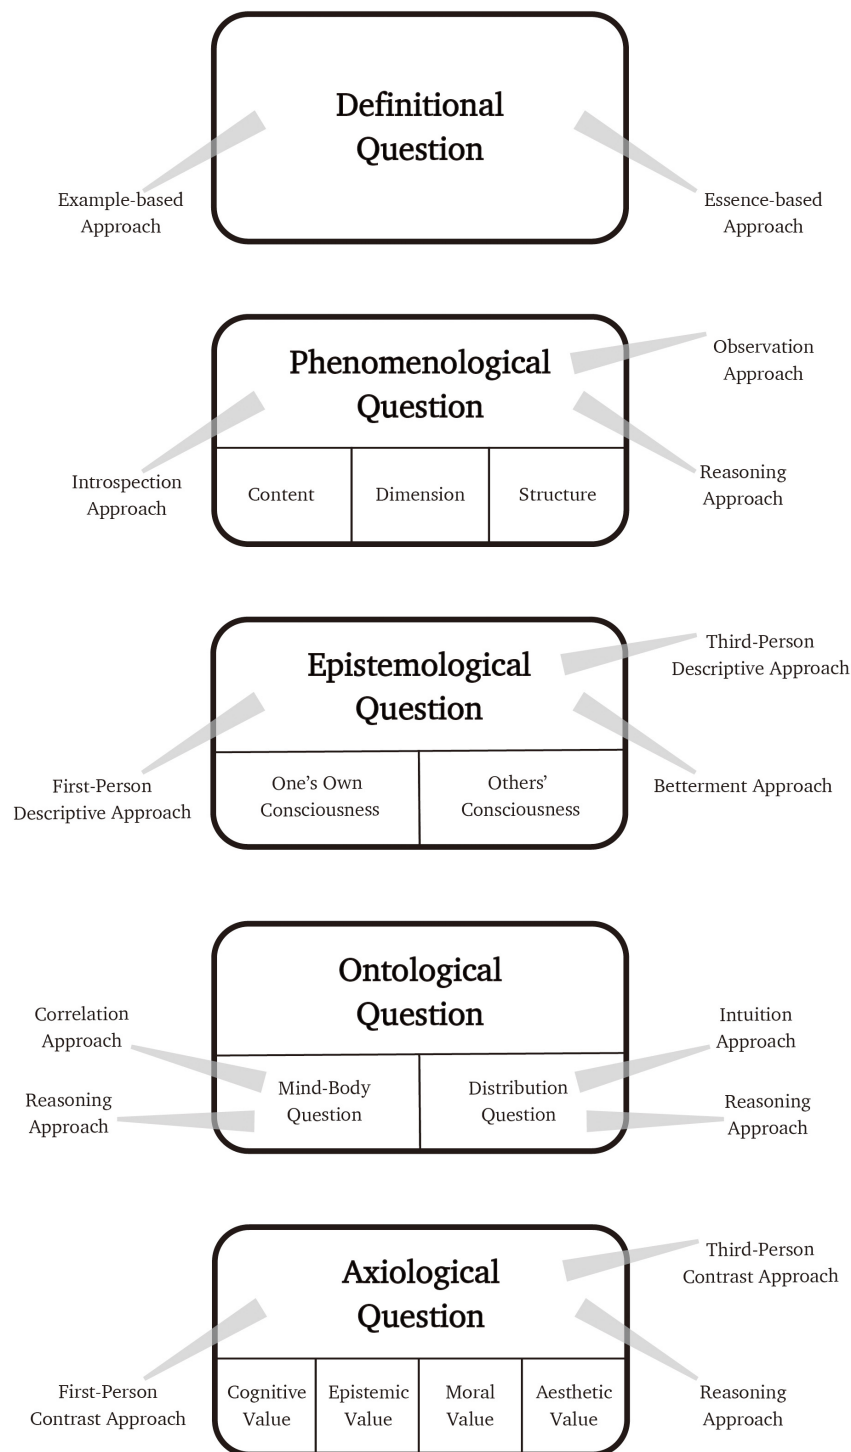 Definitional
Question
Example-based
Approach
Essence-based
Approach
Phenomenological
Question
Observation
Approach
Introspection
Approach
Reasoning
Approach
Content
Dimension
Structure
Epistemological
Question
Third-Person
Descriptive Approach
First-Person
Descriptive Approach
Betterment Approach
One’s Own
Consciousness
Others’
Consciousness
Ontological
Question
Correlation
Approach
Intuition
Approach
Reasoning
Approach
Mind-Body
Question
Distribution
Question
Reasoning
Approach
Axiological
Question
Third-Person
Contrast Approach
First-Person
Contrast Approach
Reasoning
Approach
Cognitive
Value
Epistemic
Value
Moral
Value
Aesthetic
Value